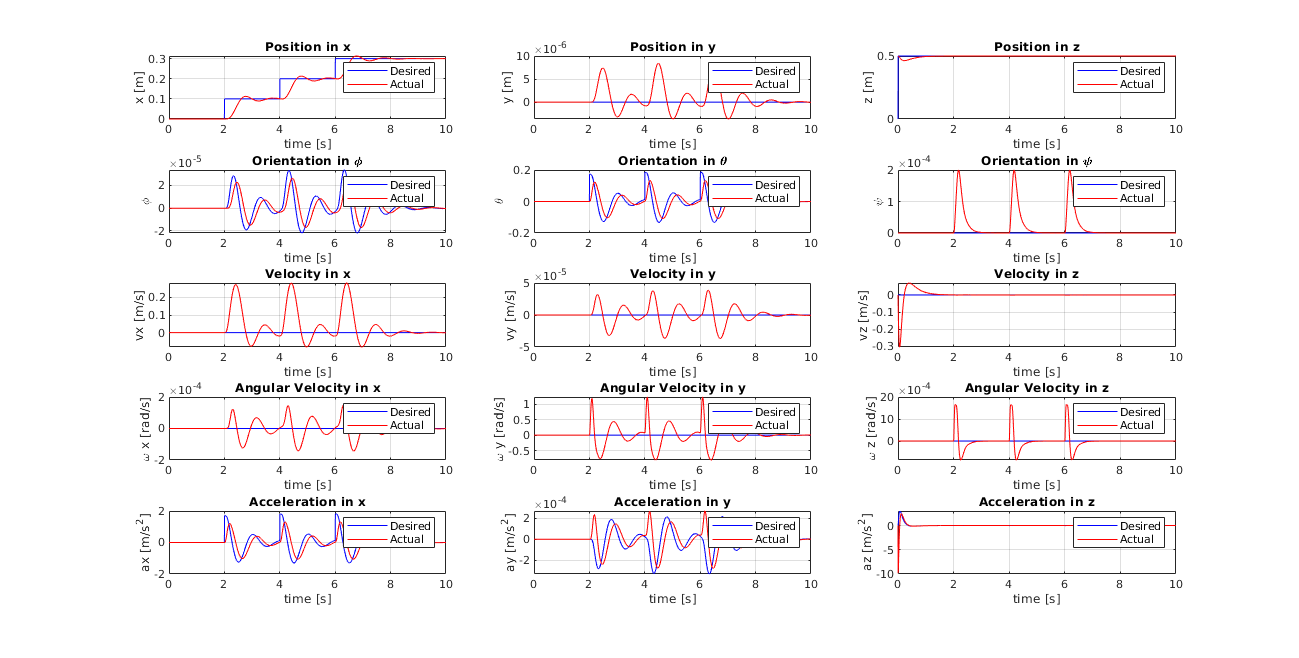 Position in x
x [m]
0.3
0.2
0.1
0
0 2 4 6 8 10
time [s]
Desired
Actual
Position in y
×10-6
y [m]
10
5
0
0 2 4 6 8 10
time [s]
Desired
Actual
Position in z
z [m]
0.5
0
0 2 4 6 8 10
time [s]
Desired
Actual
Orientation in ϕ
×10-5
ϕ
2
0
-2
0 2 4 6 8 10
time [s]
Desired
Actual
Orientation in θ
θ
0.2
0
-0.2
0 2 4 6 8 10
time [s]
Desired
Actual
Orientation in ψ
×10-4
ψ
2
1
0
0 2 4 6 8 10
time [s]
Desired
Actual
Velocity in x
vx [m/s]
0.2
0.1
0
0 2 4 6 8 10
time [s]
Velocity in y
×10-5
vy [m/s]
5
0
-5
0 2 4 6 8 10
time [s]
Velocity in z
vz [m/s]
0
-0.1
-0.2
-0.3
0 2 4 6 8 10
time [s]
Angular Velocity in x
×10-4
ω x [rad/s]
2
0
-2
0 2 4 6 8 10
time [s]
Desired
Actual
Angular Velocity in y
ω y [rad/s]
1
0.5
0
-0.5
0 2 4 6 8 10
time [s]
Desired
Actual
Angular Velocity in z
×10-4
ω z [rad/s]
20
10
0
0 2 4 6 8 10
time [s]
Desired
Actual
Acceleration in x
ax [m/s2]
2
0
-2
0 2 4 6 8 10
time [s]
Desired
Actual
Acceleration in y
×10-4
ay [m/s2]
2
0
-2
0 2 4 6 8 10
time [s]
Desired
Actual
Acceleration in z
az [m/s2]
0
-5
-10
0 2 4 6 8 10
time [s]
Desired
Actual